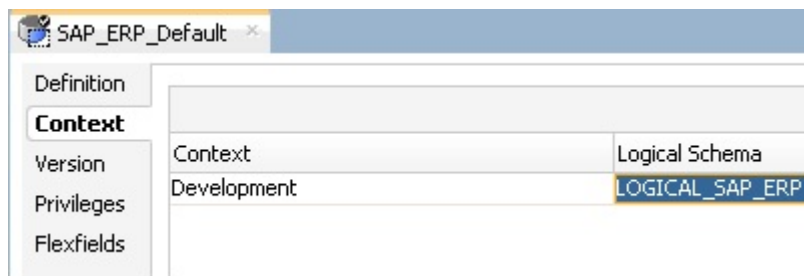 SAP_ERP_Default
Definition
Context
Version
Privileges
Flexfields
Context Logical Schema
Development LOGICAL_SAP_ERP